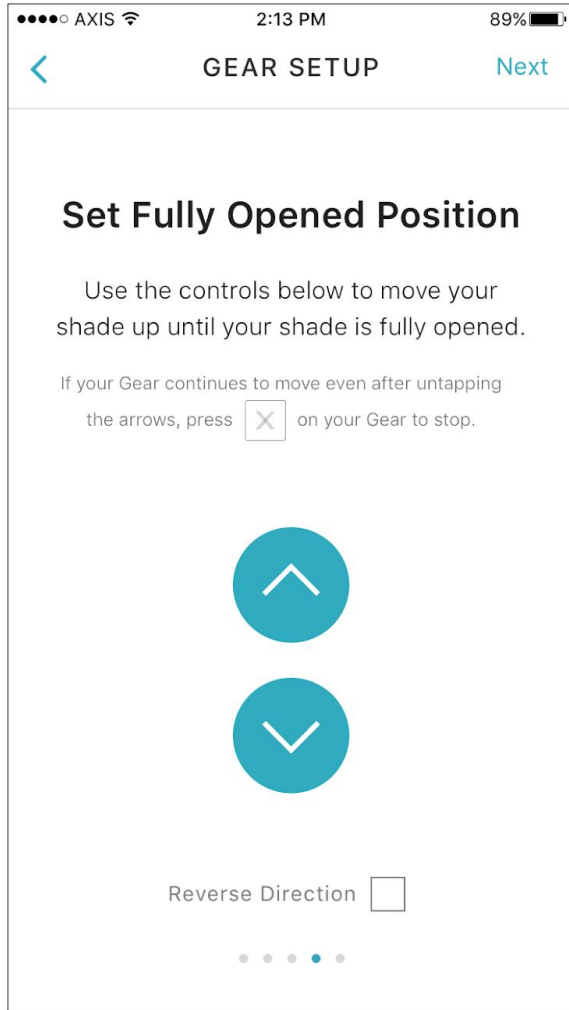 AXIS 2:13 PM 89%
GEAR SETUP Next
Set Fully Opened Position
Use the controls below to move your
shade up until your shade is fully opened.
If your Gear continues to move even after untapping
the arrows, press X on your Gear to stop.
Reverse Direction